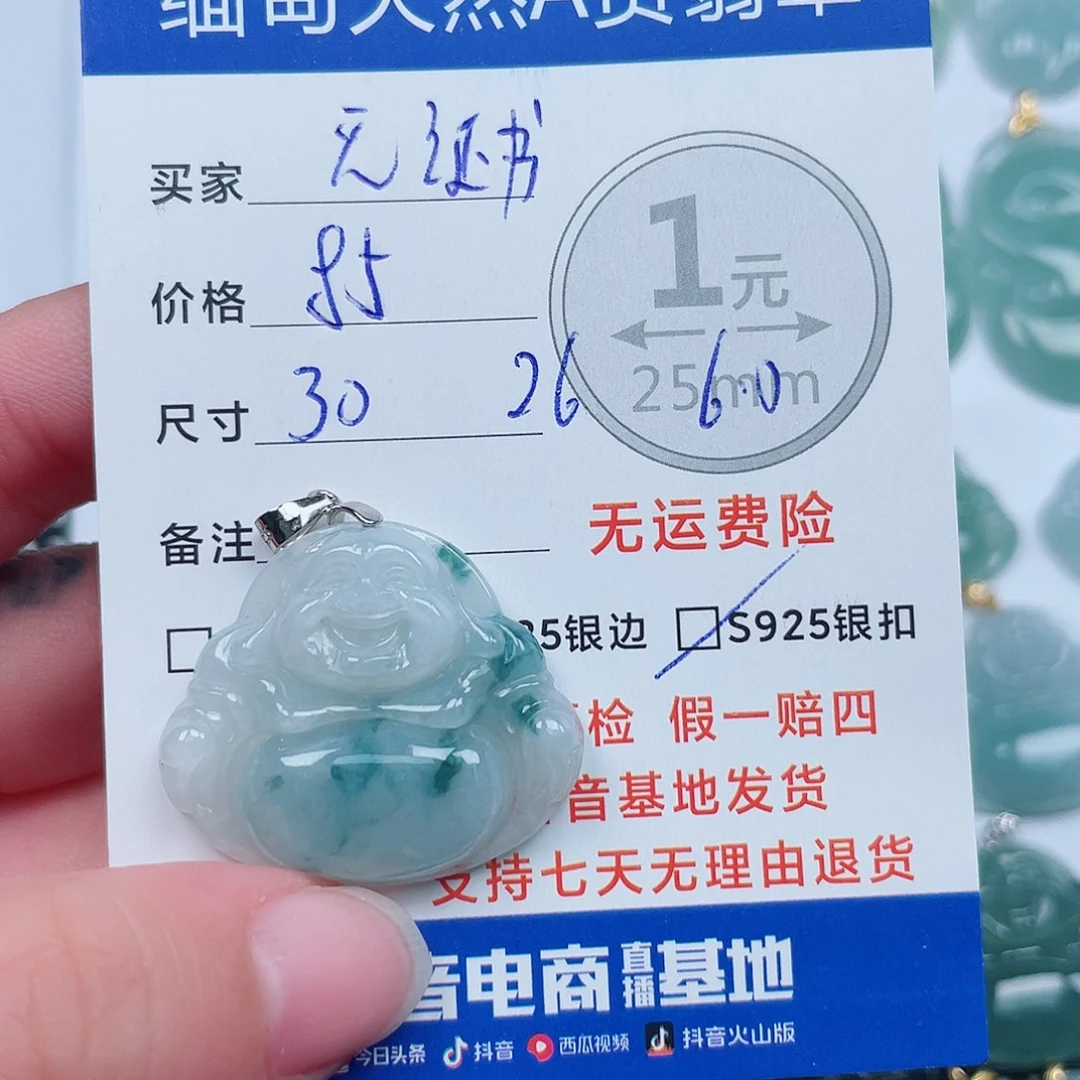 缅甸天然A货翡翠
买家 无证书
1元
价格 85
25mm
尺寸 30 26 6.0
备注
无运费险
银边 S925银扣
检 假一赔四
音基地发货
支持七天无理由退货
音电商直播基地
今日头条 抖音 西瓜视频 抖音火山版